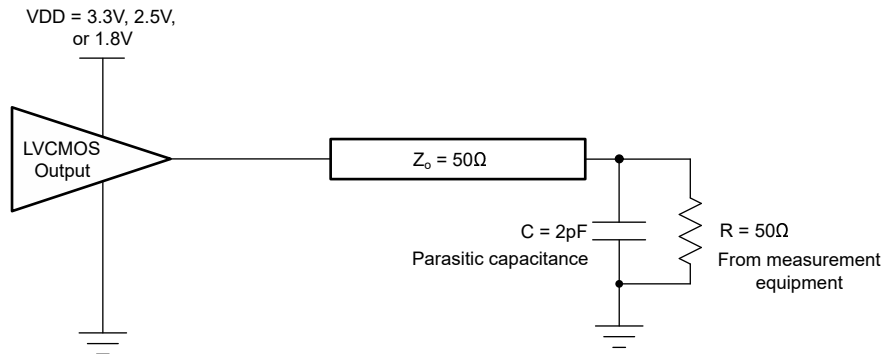 VDD = 3.3V, 2.5V,
or 1.8V
LVCMOS
Output
Zo = 50Ω
C = 2pF
Parasitic capacitance
R = 50Ω
From measurement
equipment